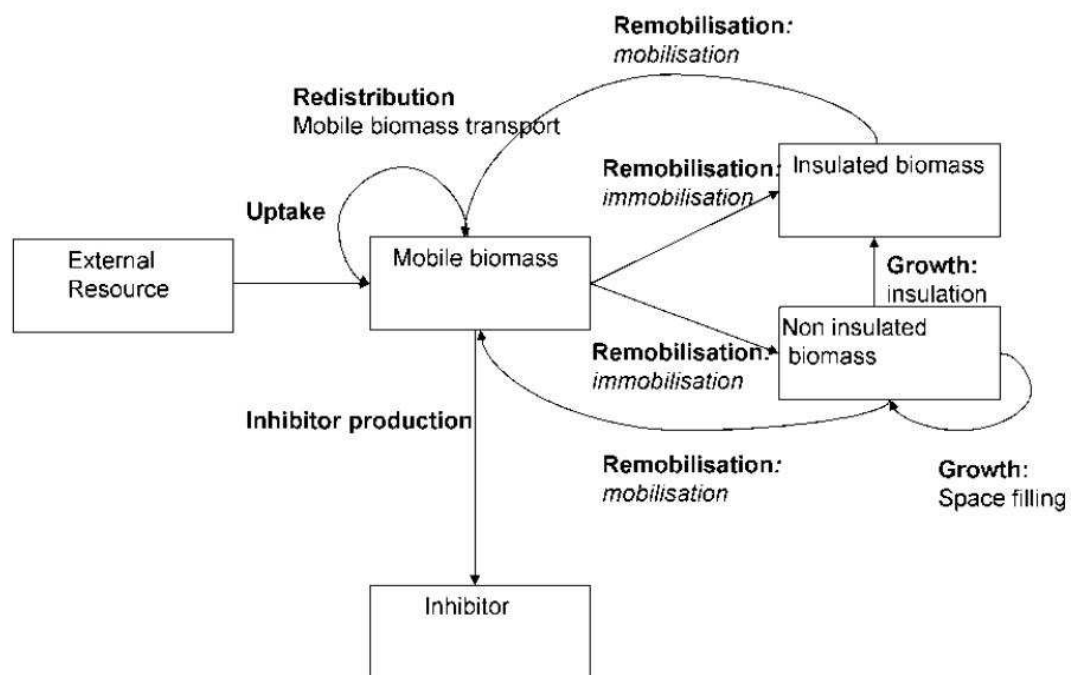 Remobilisation:
mobilisation
Redistribution
Mobile biomass transport
Insulated biomass
Remobilisation:
immobilisation
Uptake
External
Resource
Mobile biomass
Growth:
insulation
Non insulated
biomass
Remobilisation:
immobilisation
Inhibitor production
Remobilisation:
mobilisation
Growth:
Space filling
Inhibitor